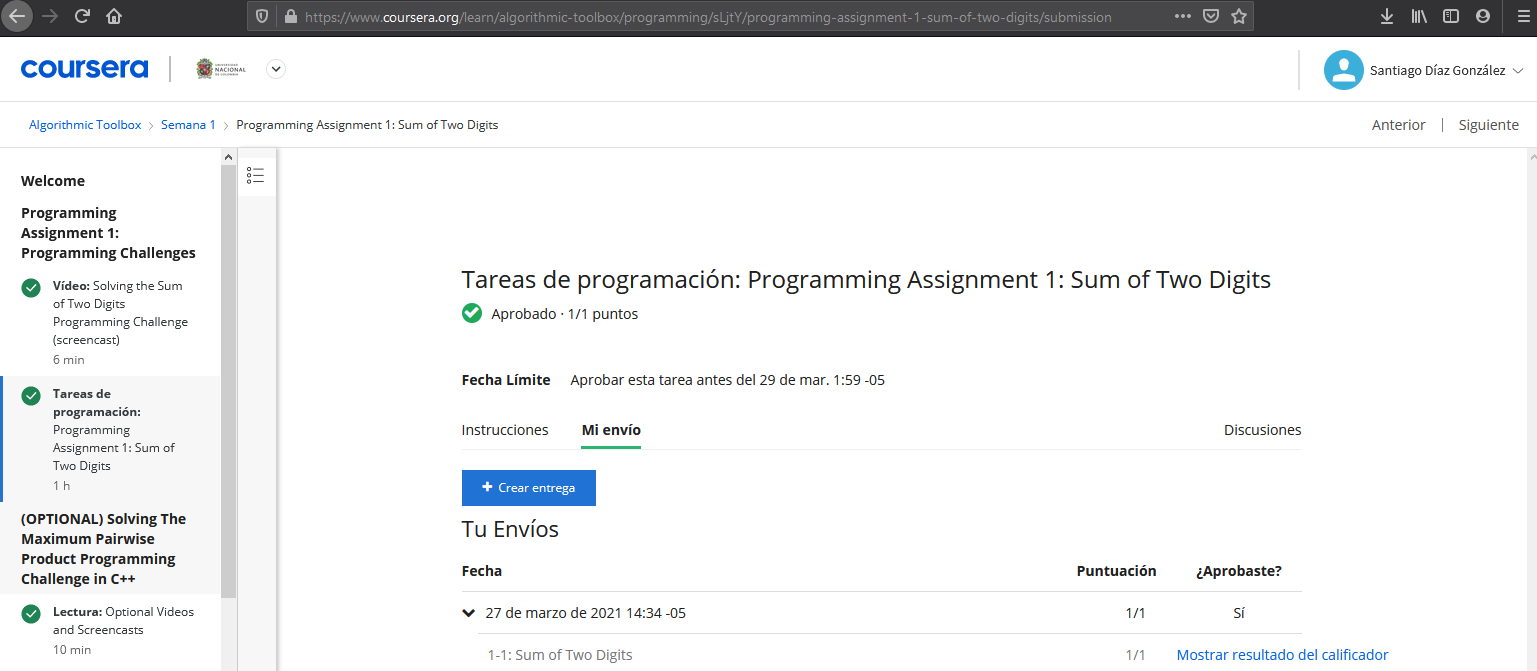 https://www.coursera.org/learn/algorithmic-toolbox/programming/sLjtY/programming-assignment-1-sum-of-two-digits/submission
coursera
UNIVERSIDAD
NACIONAL
DE COLOMBIA
Santiago Díaz González
Algorithmic Toolbox > Semana 1 > Programming Assignment 1: Sum of Two Digits
Anterior | Siguiente
Welcome
Programming
Assignment 1:
Programming Challenges
Vídeo: Solving the Sum
of Two Digits
Programming Challenge
(screencast)
6 min
Tareas de
programación:
Programming
Assignment 1: Sum of
Two Digits
1 h
(OPTIONAL) Solving The
Maximum Pairwise
Product Programming
Challenge in C++
Lectura: Optional Videos
and Screencasts
10 min
Tareas de programación: Programming Assignment 1: Sum of Two Digits
Aprobado · 1/1 puntos
Fecha Límite Aprobar esta tarea antes del 29 de mar. 1:59 -05
Instrucciones Mi envío Discusiones
+ Crear entrega
Tu Envíos
Fecha Puntuación ¿Aprobaste?
27 de marzo de 2021 14:34 -05 1/1 Sí
1-1: Sum of Two Digits 1/1 Mostrar resultado del calificador